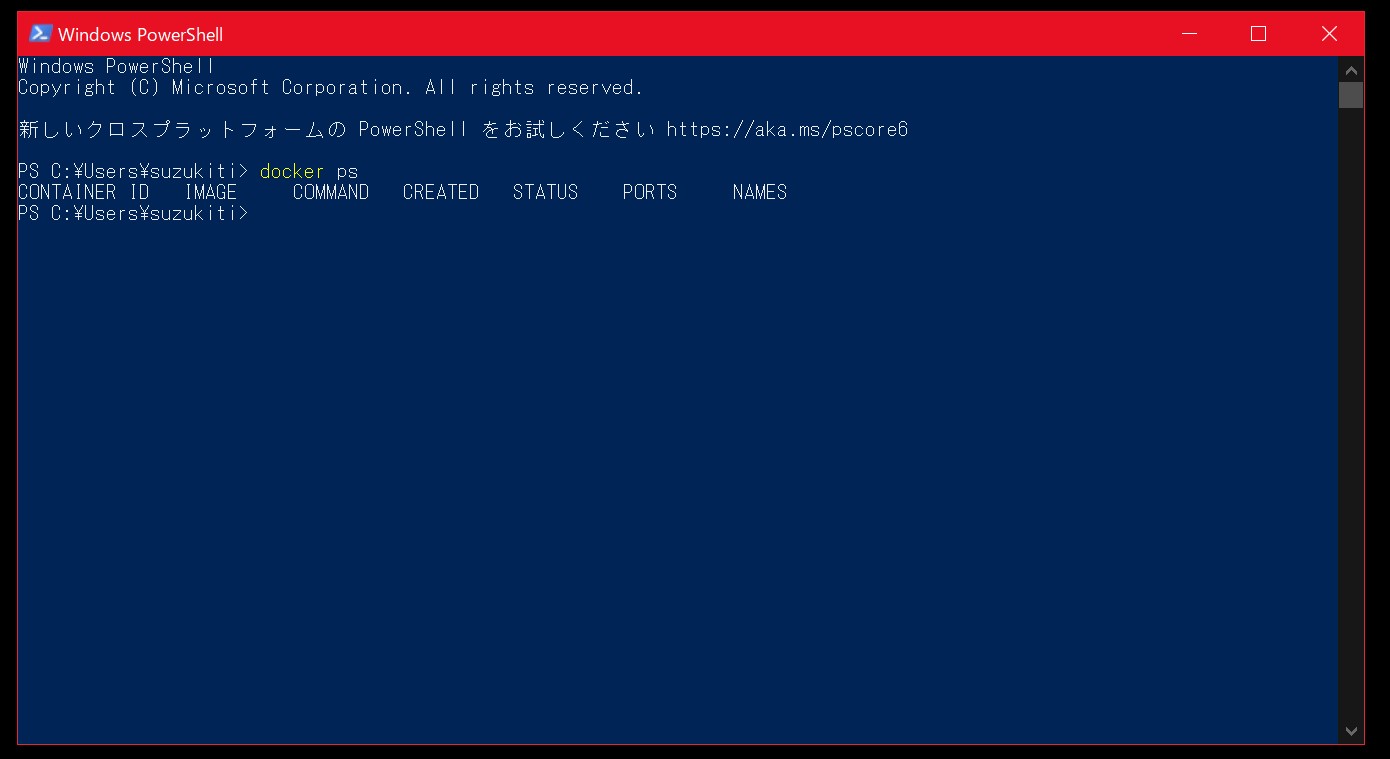 Windows PowerShell
Windows PowerShell
Copyright (C) Microsoft Corporation. All rights reserved.
新しいクロスプラットフォームの PowerShell をお試しください https://aka.ms/pscore6
PS C:¥Users¥suzukiti> docker ps
CONTAINER ID   IMAGE     COMMAND   CREATED   STATUS    PORTS     NAMES
PS C:¥Users¥suzukiti>